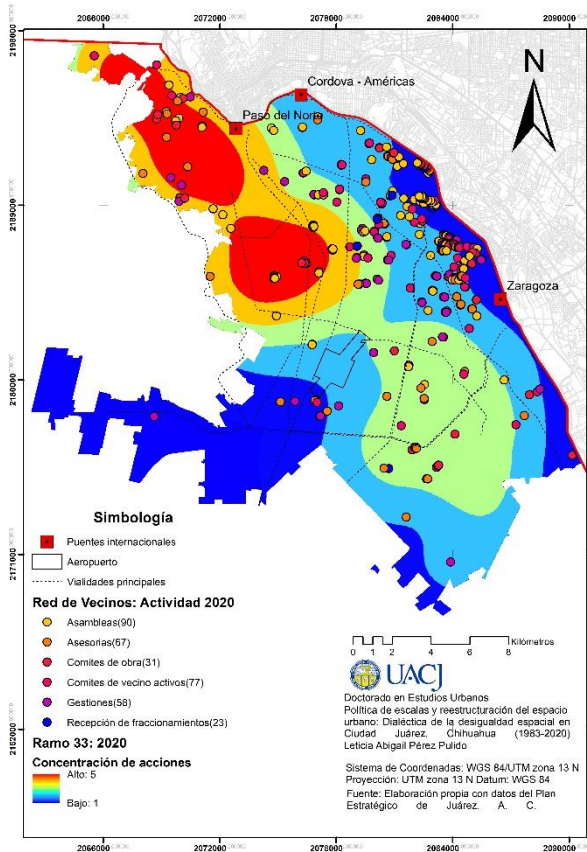 2066000 2072000 2078000 2084000 2090000
2198000
N
Cordova - Américas
Paso del Norte
2189000
Zaragoza
2180000
Simbología
Puentes internacionales
Aeropuerto
Vialidades principales
2171000
Red de Vecinos: Actividad 2020
Asambleas(90)
Asesorias(67)
Comites de obra(31)
Comites de vecino activos(77)
Gestiones(58)
Recepción de fraccionamientos(23)
Ramo 33: 2020
Concentración de acciones
Alto: 5
Bajo: 1
2162000
Kilómetros
0 0.5 1 2 4 6 8
UACJ
Doctorado en Estudios Urbanos
Política de escalas y reestructuración del espacio
urbano: Dialéctica de la desigualdad espacial en
Ciudad Juárez, Chihuahua (1983-2020)
Leticia Abigail Pérez Pulido
Sistema de Coordenadas: WGS 84/UTM zona 13 N
Proyección: UTM zona 13 N Datum: WGS 84
Fuente: Elaboración propia con datos del Plan
Estratégico de Juárez. A. C.
2066000 2072000 2078000 2084000 2090000